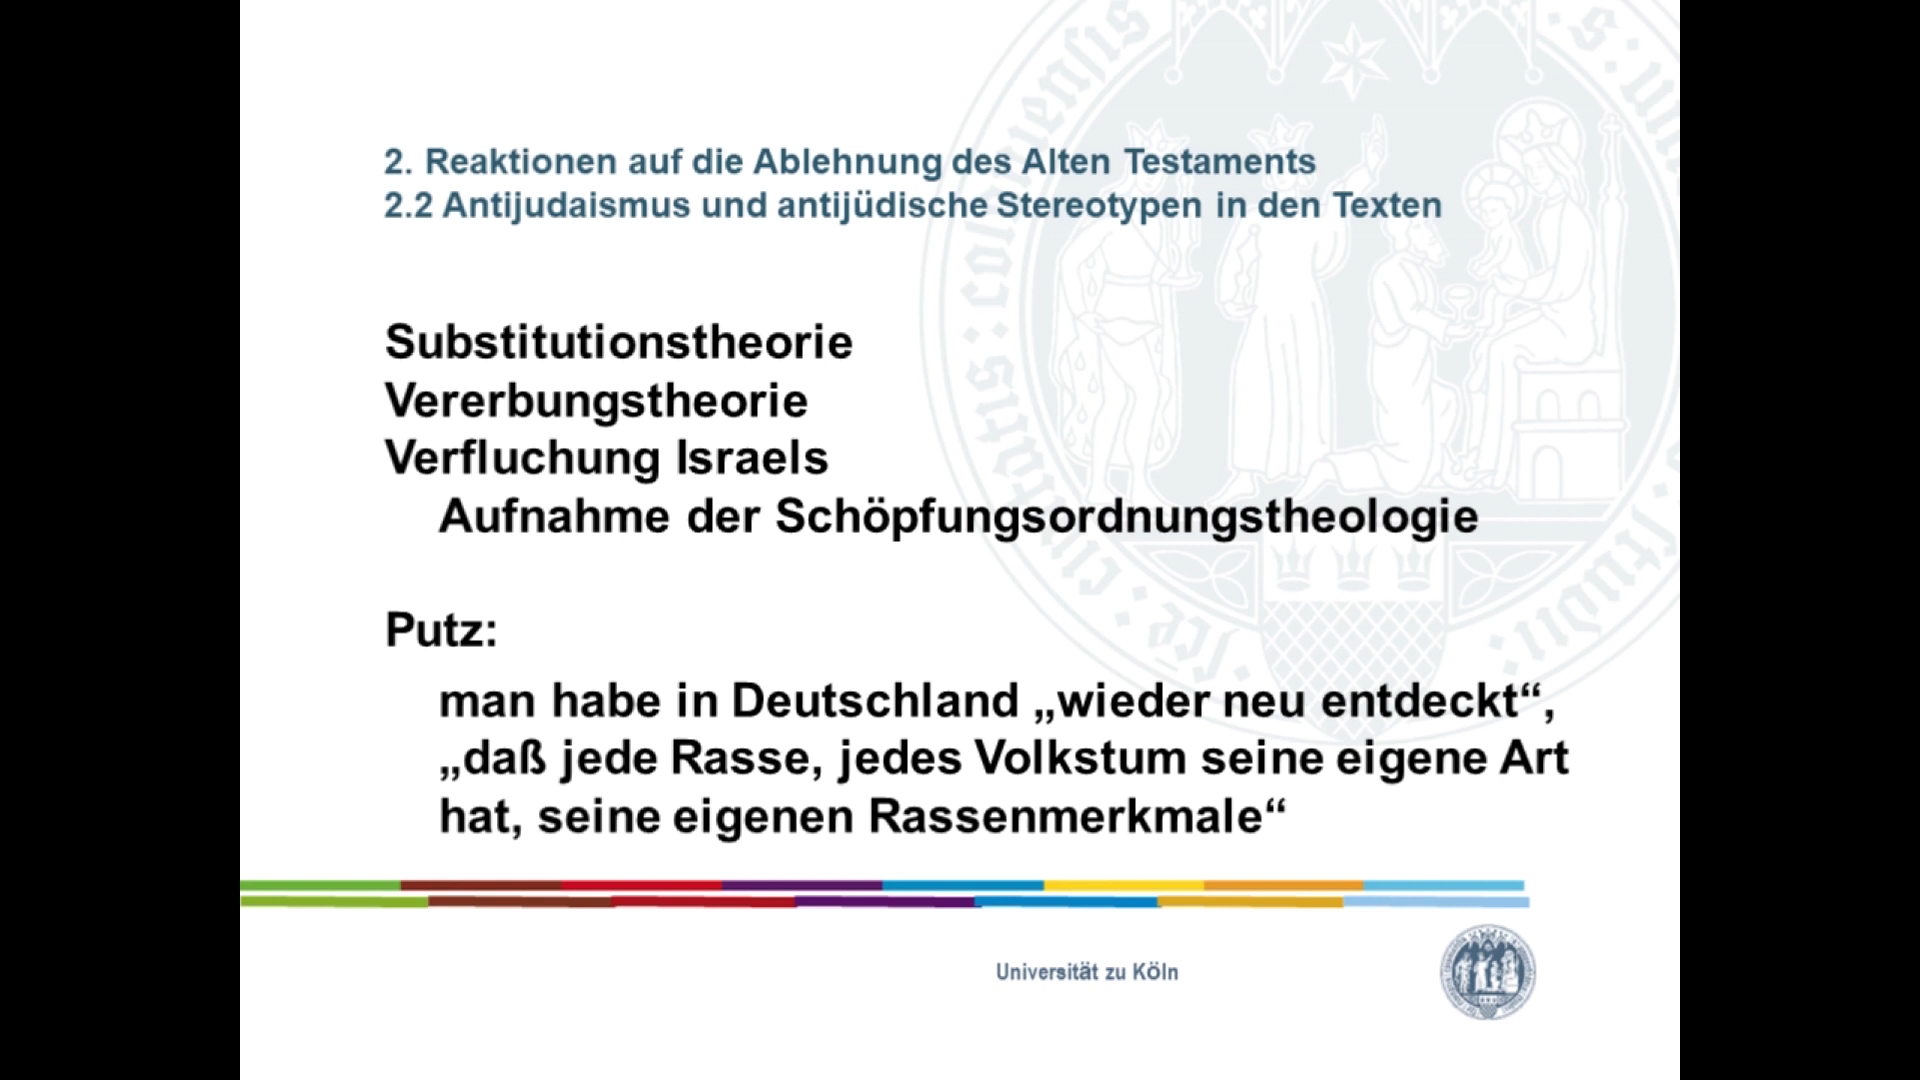 2. Reaktionen auf die Ablehnung des Alten Testaments
2.2 Antijudaismus und antijüdische Stereotypen in den Texten
Substitutionstheorie
Vererbungstheorie
Verfluchung Israels
Aufnahme der Schöpfungsordnungstheologie
Putz:
man habe in Deutschland „wieder neu entdeckt“,
„daß jede Rasse, jedes Volkstum seine eigene Art
hat, seine eigenen Rassenmerkmale“
Universität zu Köln